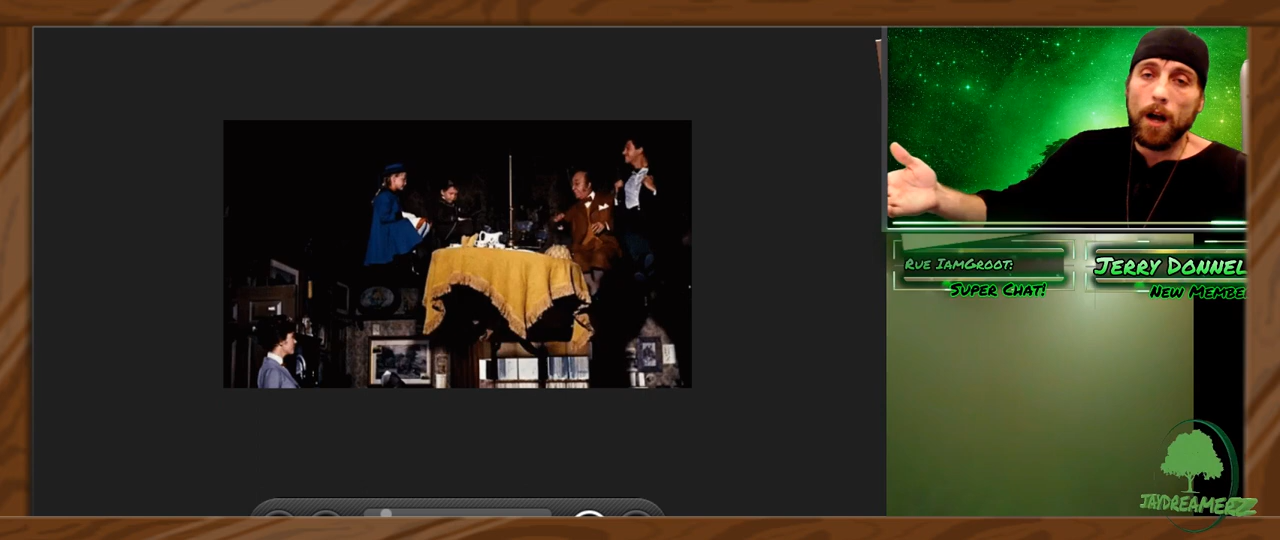 Rue IamGroot:
Super Chat!
Jerry Donnel
New Membe
JAYDREAMERZ